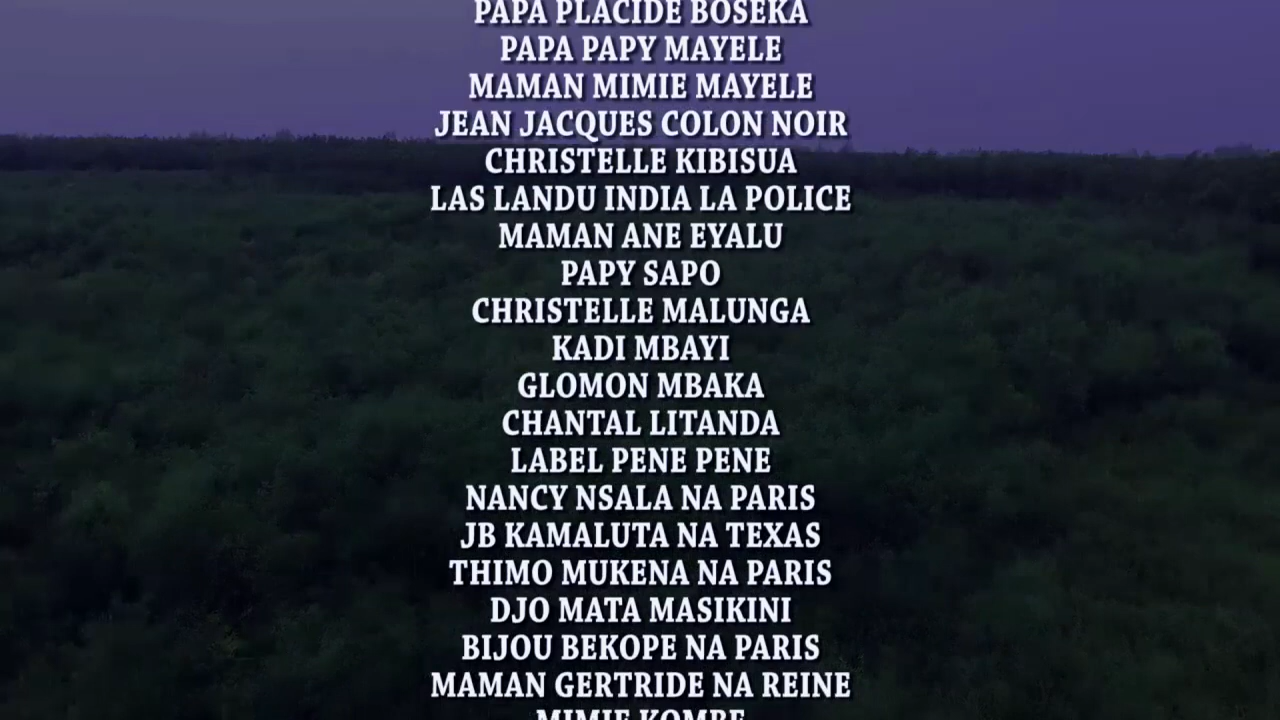 PAPA PLACIDE BOSEKA
PAPA PAPY MAYELE
MAMAN MIMIE MAYELE
JEAN JACQUES COLON NOIR
CHRISTELLE KIBISUA
LAS LANDU INDIA LA POLICE
MAMAN ANE EYALU
PAPY SAPO
CHRISTELLE MALUNGA
KADI MBAYI
GLOMON MBAKA
CHANTAL LITANDA
LABEL PENE PENE
NANCY NSALA NA PARIS
JB KAMALUTA NA TEXAS
THIMO MUKENA NA PARIS
DJO MATA MASIKINI
BIJOU BEKOPE NA PARIS
MAMAN GERTRIDE NA REINE
MIMIE KOMBE